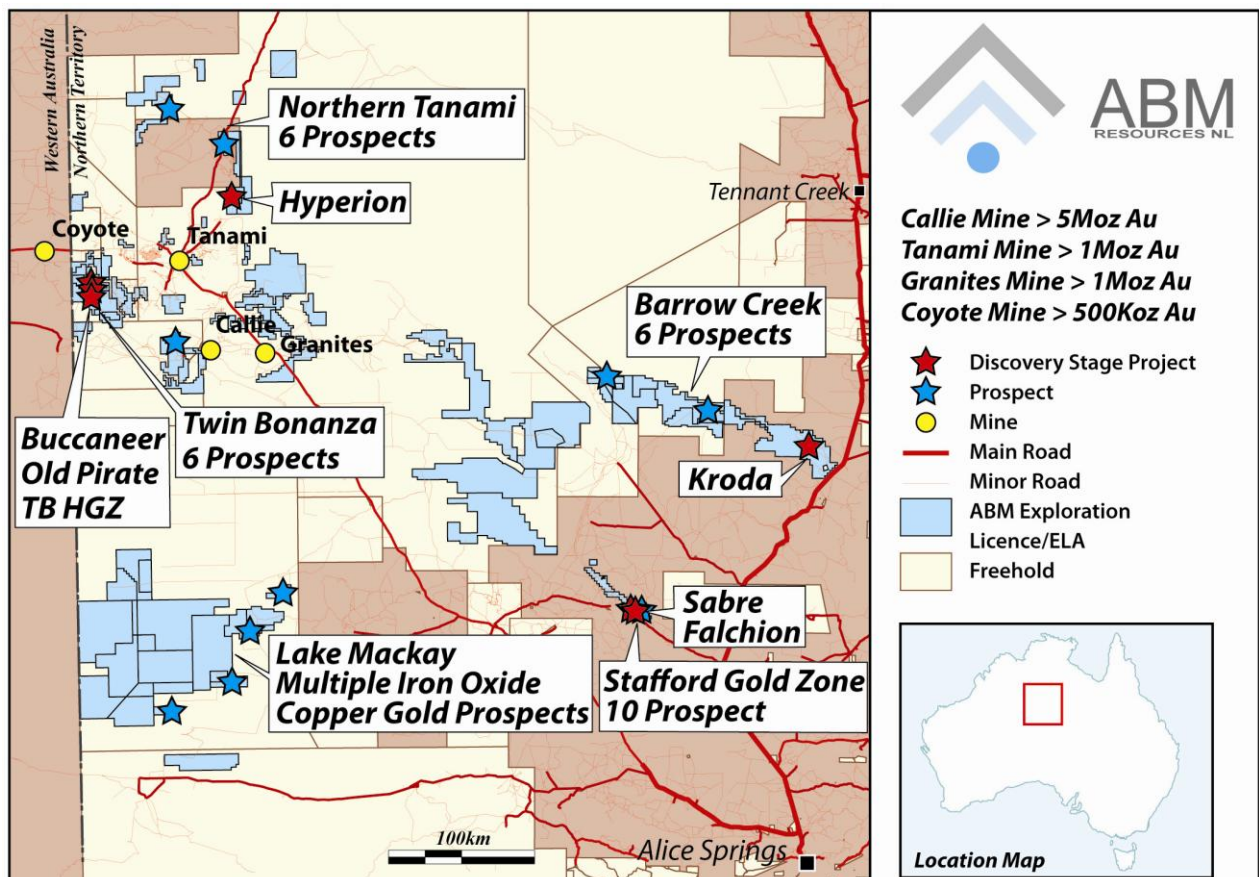 Western Australia
Northern Territory
Northern Tanami
6 Prospects
Hyperion
Coyote
Tanami
Callie
Granites
Buccaneer
Old Pirate
TB HGZ
Twin Bonanza
6 Prospects
Tennant Creek
Barrow Creek
6 Prospects
Kroda
Sabre
Falchion
Stafford Gold Zone
10 Prospect
Lake Mackay
Multiple Iron Oxide
Copper Gold Prospects
100km
Alice Springs
ABM
RESOURCES NL
Callie Mine > 5Moz Au
Tanami Mine > 1Moz Au
Granites Mine > 1Moz Au
Coyote Mine > 500Koz Au
Discovery Stage Project
Prospect
Mine
Main Road
Minor Road
ABM Exploration
Licence/ELA
Freehold
Location Map